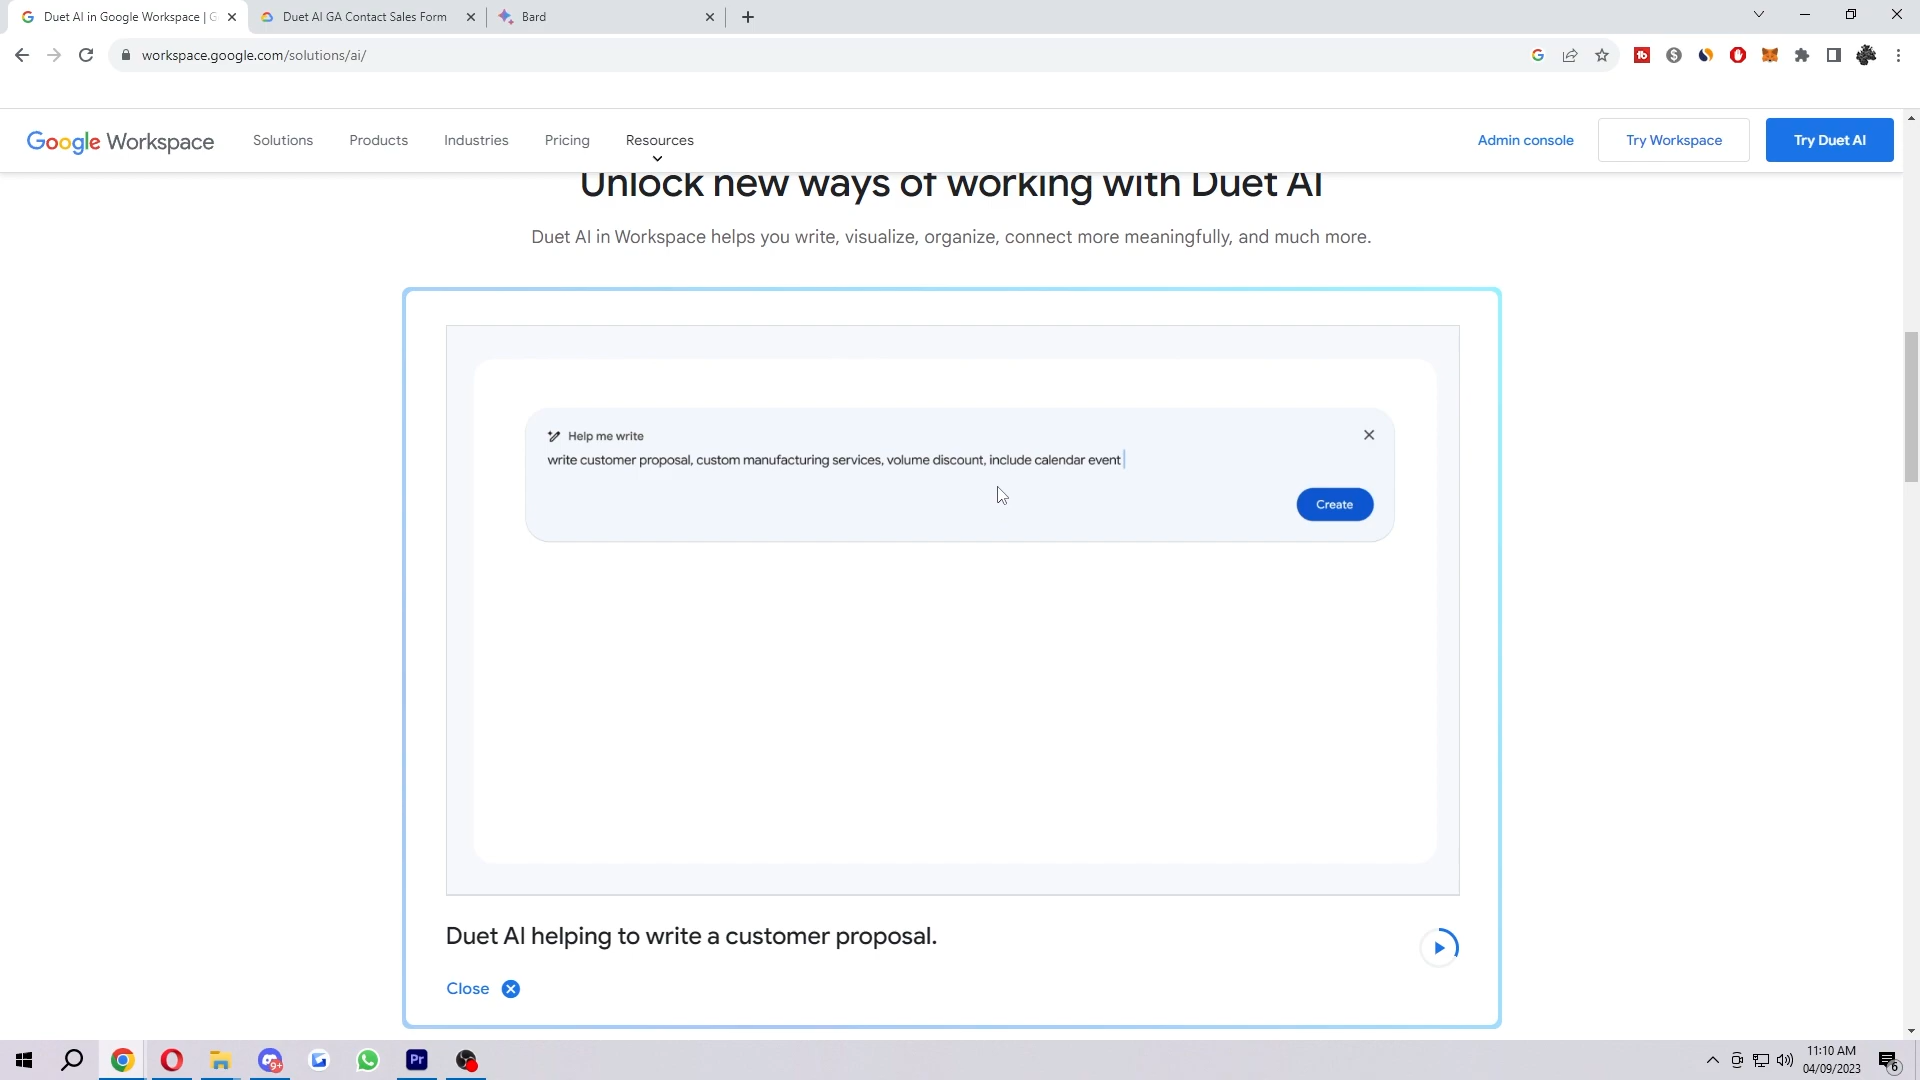 Duet AI in Google Workspace | G
Duet AI GA Contact Sales Form
Bard
workspace.google.com/solutions/ai/
Google Workspace
Solutions
Products
Industries
Pricing
Resources
Admin console
Try Workspace
Try Duet AI
Unlock new ways of working with Duet AI
Duet AI in Workspace helps you write, visualize, organize, connect more meaningfully, and much more.
Help me write
write customer proposal, custom manufacturing services, volume discount, include calendar event
Create
Duet AI helping to write a customer proposal.
Close
9+
Pr
11:10 AM
04/09/2023
6